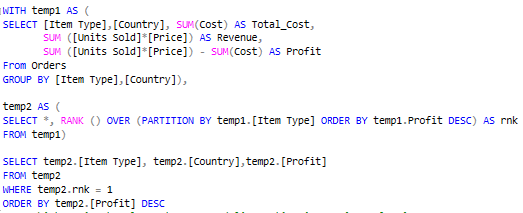 WITH temp1 AS (
SELECT [Item Type],[Country], SUM(Cost) AS Total_Cost,
SUM ([Units Sold]*[Price]) AS Revenue,
SUM ([Units Sold]*[Price]) - SUM(Cost) AS Profit
From Orders
GROUP BY [Item Type],[Country]),
temp2 AS (
SELECT *, RANK () OVER (PARTITION BY temp1.[Item Type] ORDER BY temp1.Profit DESC) AS rnk
FROM temp1)
SELECT temp2.[Item Type], temp2.[Country],temp2.[Profit]
FROM temp2
WHERE temp2.rnk = 1
ORDER BY temp2.[Profit] DESC